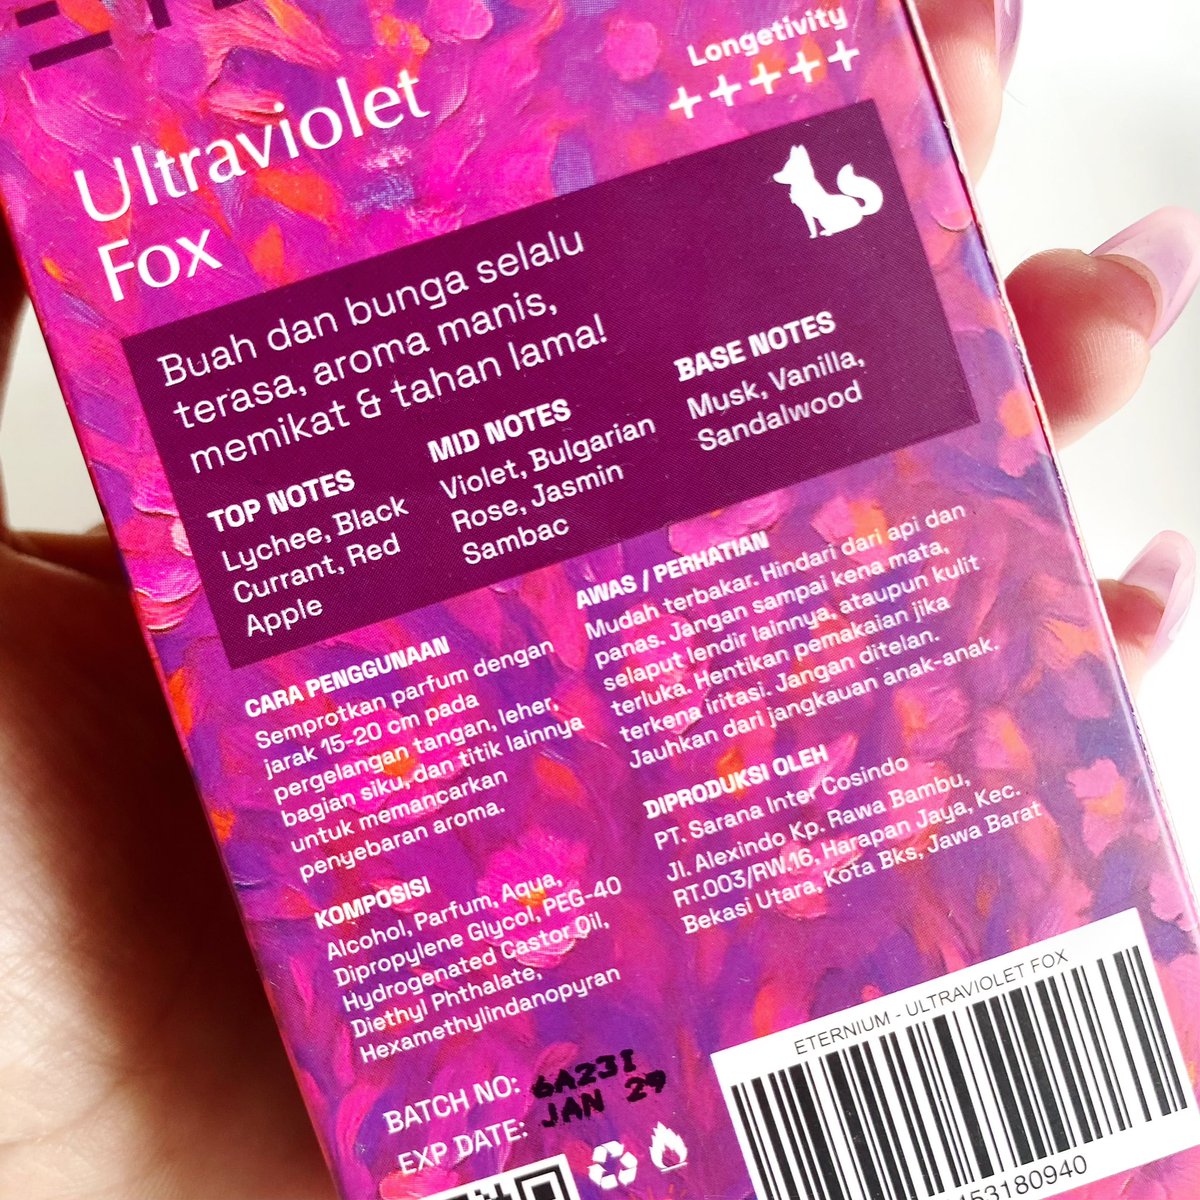 Ultraviolet
Fox
Longetivity
+++++
Buah dan bunga selalu
terasa, aroma manis,
memikat & tahan lama!
TOP NOTES
Lychee, Black
Currant, Red
Apple
MID NOTES
Violet, Bulgarian
Rose, Jasmin
Sambac
BASE NOTES
Musk, Vanilla,
Sandalwood
CARA PENGGUNAAN
Semprotkan parfum dengan
jarak 15-20 cm pada
pergelangan tangan, leher,
bagian siku, dan titik lainnya
untuk memancarkan
penyebaran aroma.
AWAS / PERHATIAN
Mudah terbakar. Hindari dari api dan
panas. Jangan sampai kena mata,
selaput lendir lainnya, ataupun kulit
terluka. Hentikan pemakaian jika
terkena iritasi. Jangan ditelan.
Jauhkan dari jangkauan anak-anak.
KOMPOSISI
Alcohol, Parfum, Aqua,
Dipropylene Glycol, PEG-40
Hydrogenated Castor Oil,
Diethyl Phthalate,
Hexamethylindanopyran
DIPRODUKSI OLEH
PT. Sarana Inter Cosindo
Jl. Alexindo Kp. Rawa Bambu,
RT.003/RW.16, Harapan Jaya, Kec.
Bekasi Utara, Kota Bks, Jawa Barat
BATCH NO: 6A23I
EXP DATE: JAN 29
ETERNIUM - ULTRAVIOLET FOX
53180940